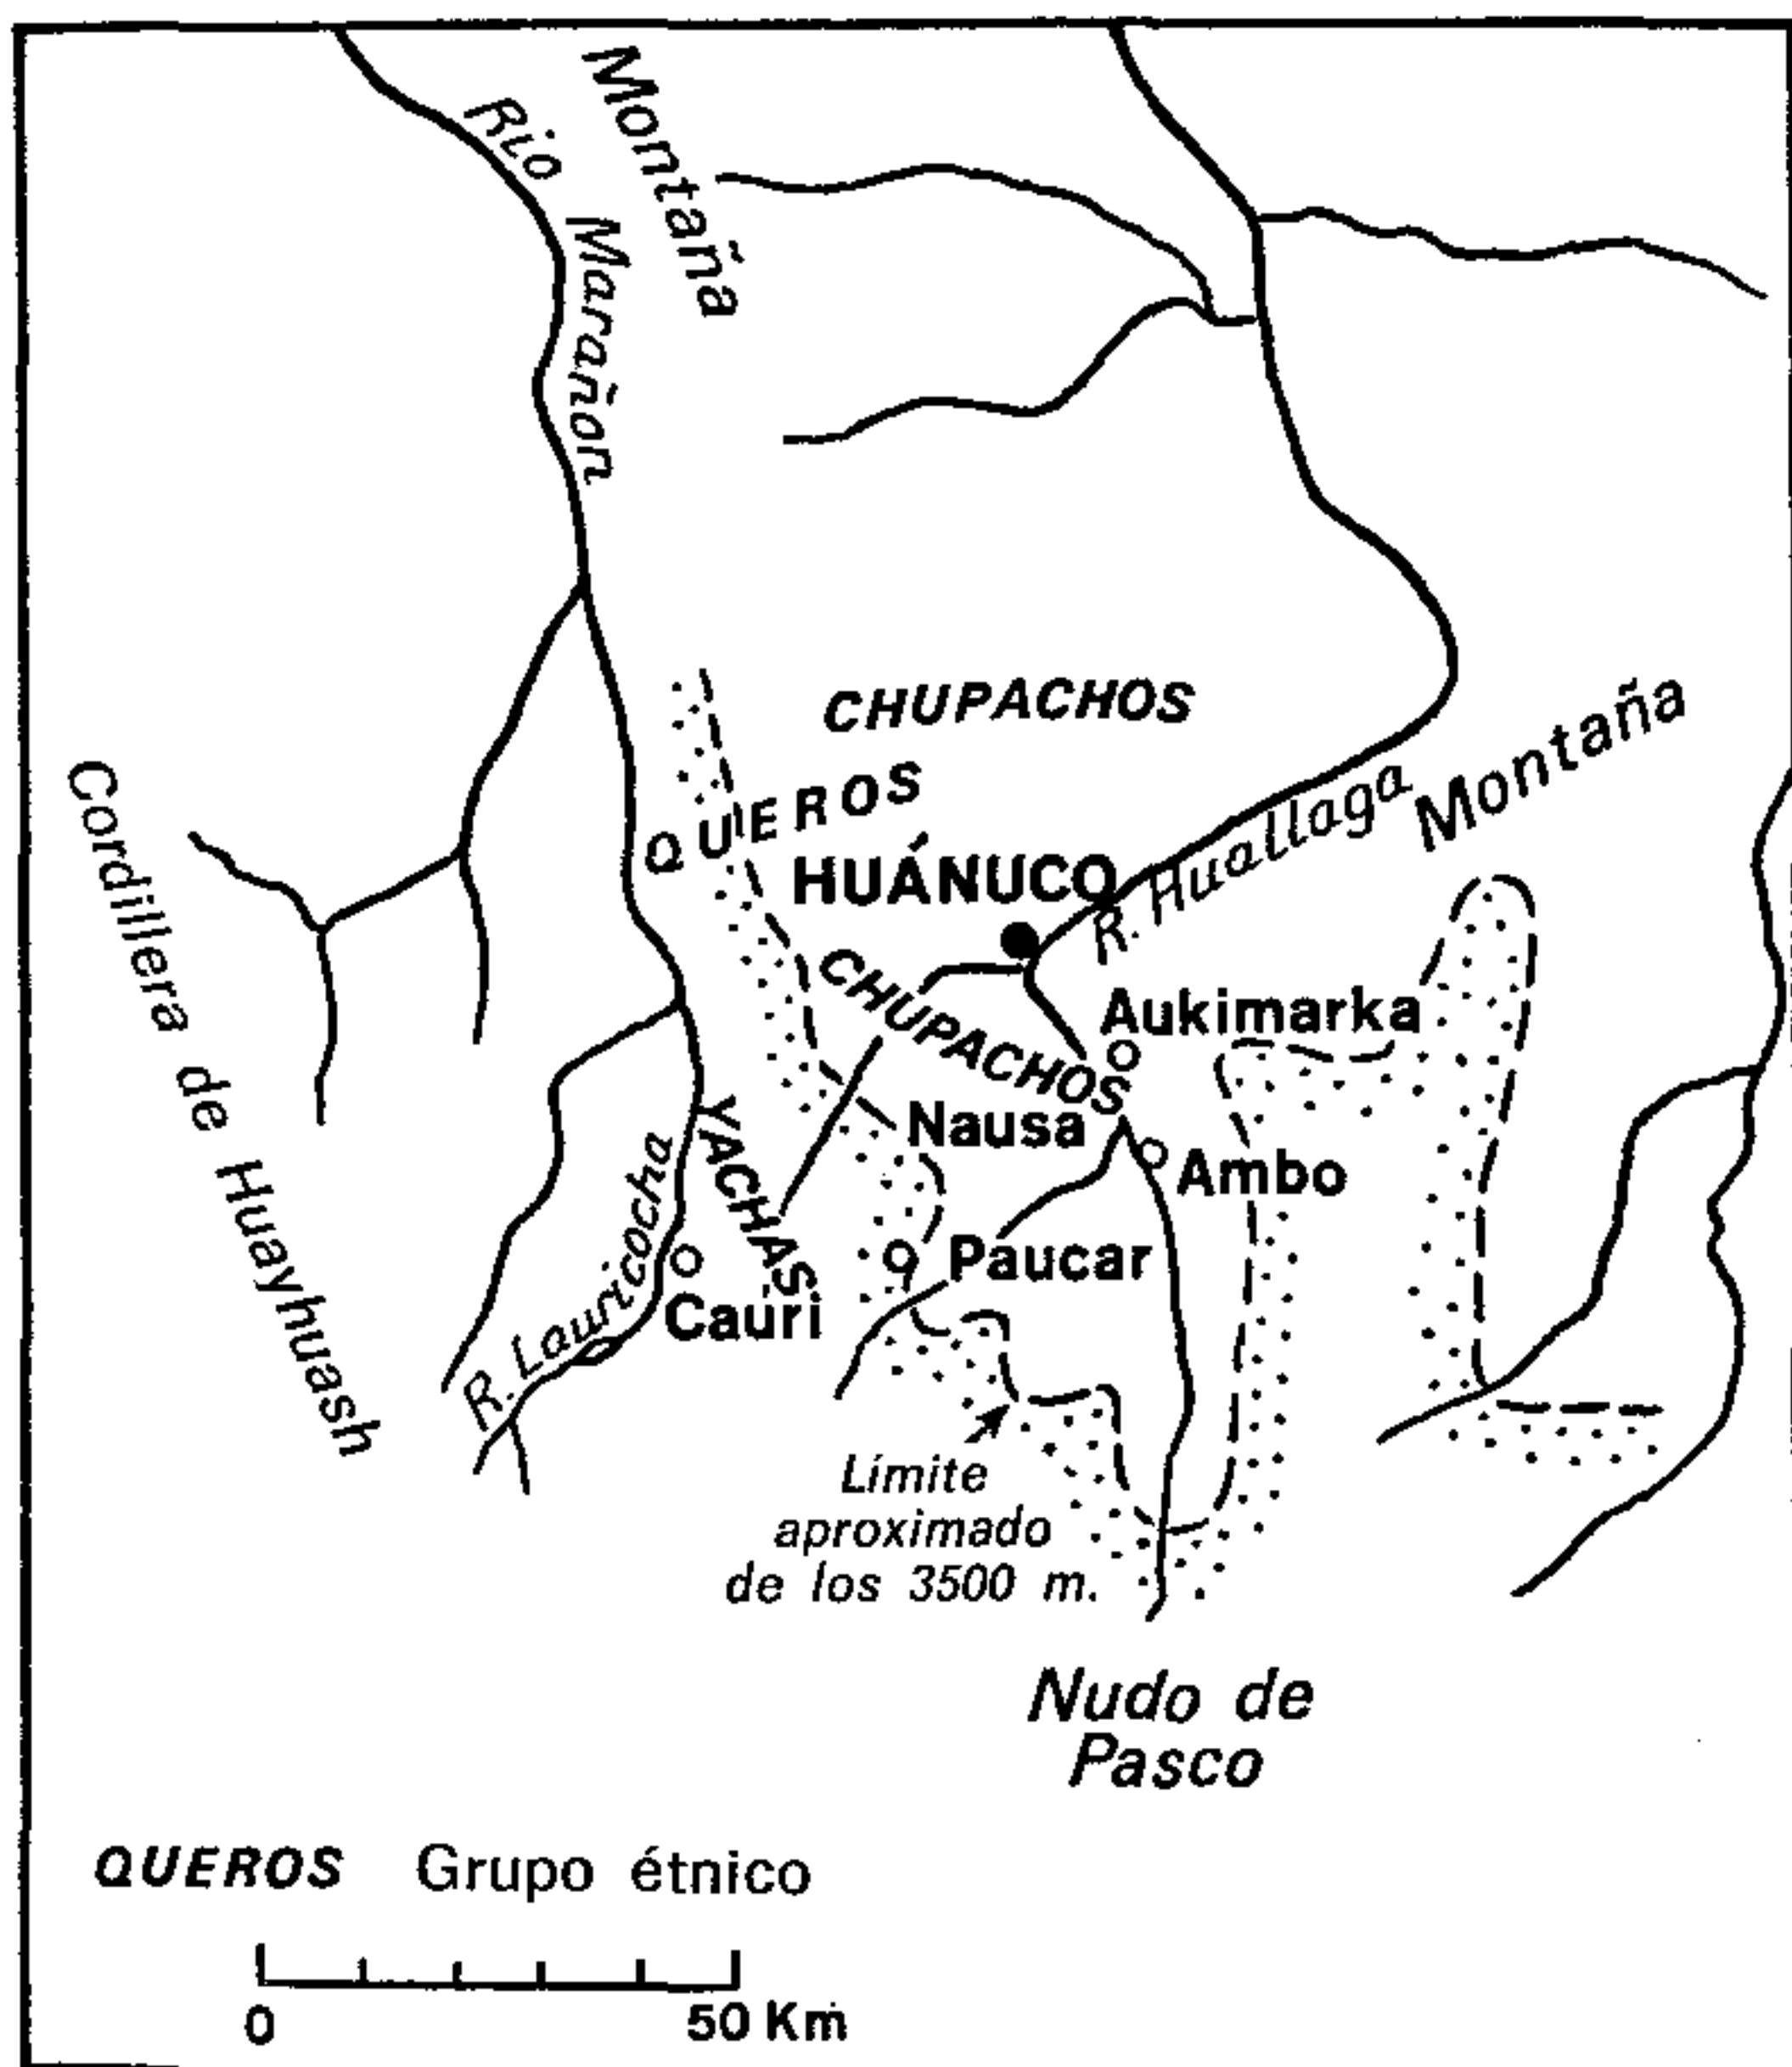 Río Marañon
Montaña
CHUPACHOS
QUEROS
HUÁNUCO
R. Huallaga
Montaña
Cordillera de Huayhuash
CHUPACHOS
Aukimarka
Nausa
Ambo
YACHAS
R. Lauricocha
Paucar
Cauri
Límite
aproximado
de los 3500 m.
Nudo de
Pasco
QUEROS Grupo étnico
0 50 Km